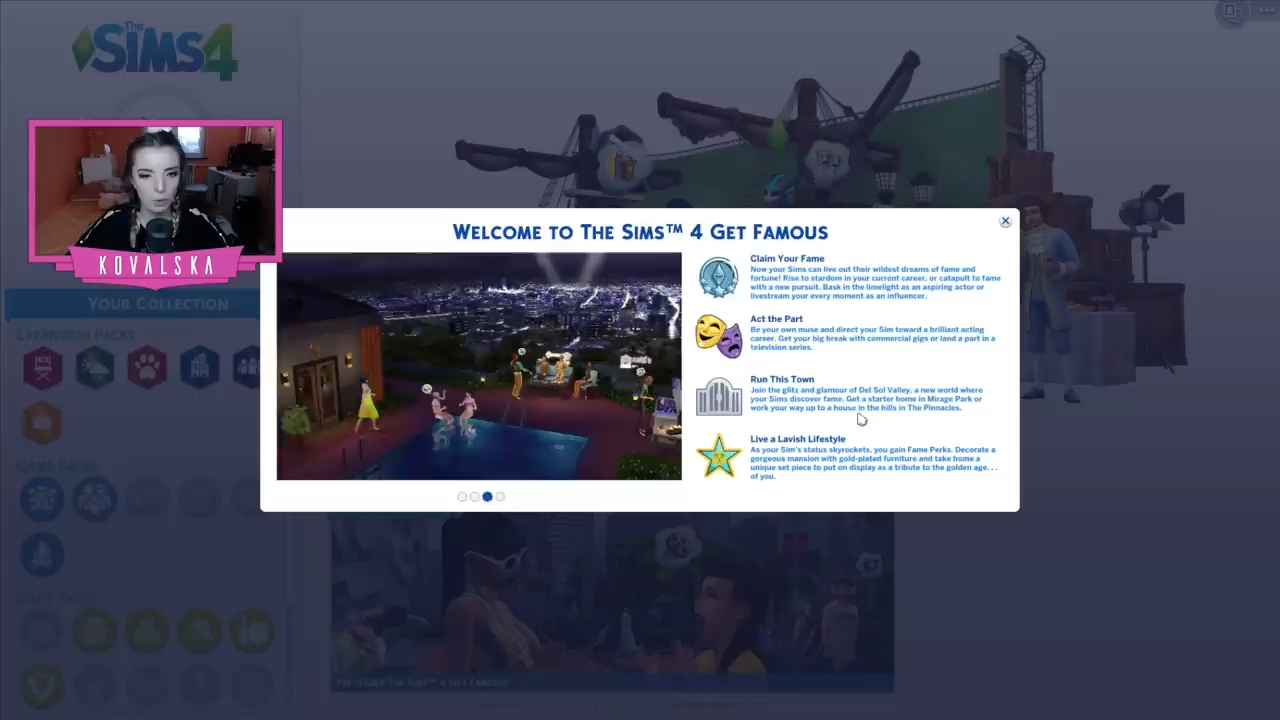 The
SiMS4
KOVALSKA
YOUR COLLECTION
EXPANSION PACKS
WELCOME TO THE SIMS™ 4 GET FAMOUS
Claim Your Fame
Now your Sims can live out their wildest dreams of fame and
fortune! Rise to stardom in your current career, or catapult to fame
with a new pursuit. Bask in the limelight as an aspiring actor or
livestream your every moment as an influencer.
Act the Part
Be your own muse and direct your Sim toward a brilliant acting
career. Get your big break with commercial gigs or land a part in a
television series.
Run This Town
Join the glitz and glamour of Del Sol Valley, a new world where
your Sims discover fame. Get a starter home in Mirage Park or
work your way up to a house in the hills in The Pinnacles.
Live a Lavish Lifestyle
As your Sim's status skyrockets, you gain Fame Perks. Decorate a
gorgeous mansion with gold-plated furniture and take home a
unique set piece to put on display as a tribute to the golden age. . .
of you.
PRE-ORDER THE SIMS™ 4 GET FAMOUS